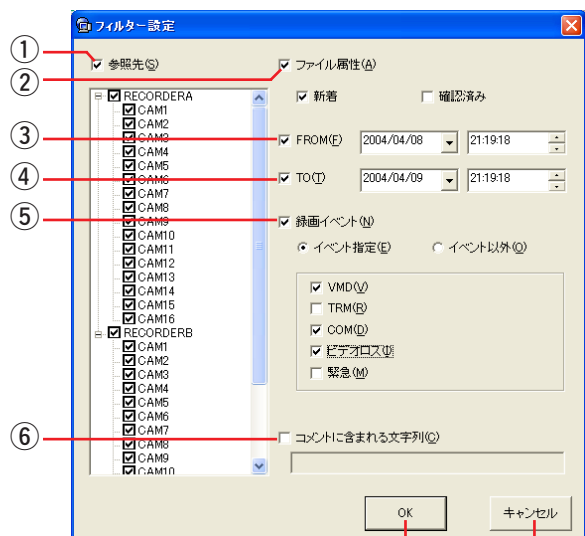 フィルター設定
① 参照先(S)
② ファイル属性(A)
新着 確認済み
RECORDERA
CAM1
CAM2
CAM3
CAM4
CAM5
CAM6
CAM7
CAM8
CAM9
CAM10
CAM11
CAM12
CAM13
CAM14
CAM15
CAM16
RECORDERB
CAM1
CAM2
CAM3
CAM4
CAM5
CAM6
CAM7
CAM8
CAM9
CAM10
③ FROM(F) 2004/04/08 21:19:18
④ TO(T) 2004/04/09 21:19:18
⑤ 録画イベント(N)
イベント指定(E) イベント以外(O)
VMD(V)
TRM(R)
COM(D)
ビデオロス(I)
緊急(M)
⑥ コメントに含まれる文字列(C)
OK キャンセル